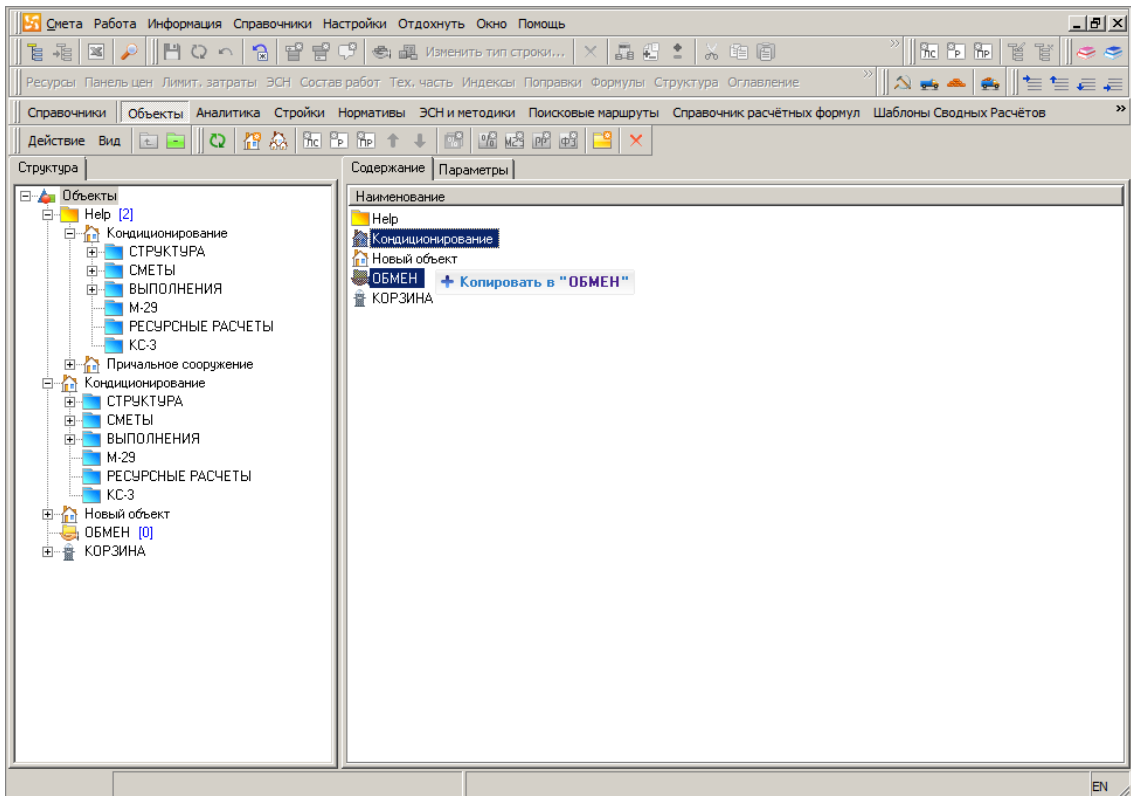 Смета Работа Информация Справочники Настройки Отдохнуть Окно Помощь
Изменить тип строки...
Ресурсы Панель цен Лимит. затраты ЭСН Состав работ Тех. часть Индексы Поправки Формулы Структура Оглавление
Справочники Объекты Аналитика Стройки Нормативы ЭСН и методики Поисковые маршруты Справочник расчётных формул Шаблоны Сводных Расчётов
Действие Вид
Структура
Содержание Параметры
Объекты
Help [2]
Кондиционирование
СТРУКТУРА
СМЕТЫ
ВЫПОЛНЕНИЯ
М-29
РЕСУРСНЫЕ РАСЧЕТЫ
КС-3
Причальное сооружение
Кондиционирование
СТРУКТУРА
СМЕТЫ
ВЫПОЛНЕНИЯ
М-29
РЕСУРСНЫЕ РАСЧЕТЫ
КС-3
Новый объект
ОБМЕН [0]
КОРЗИНА
Наименование
Help
Кондиционирование
Новый объект
ОБМЕН
+ Копировать в "ОБМЕН"
КОРЗИНА
EN